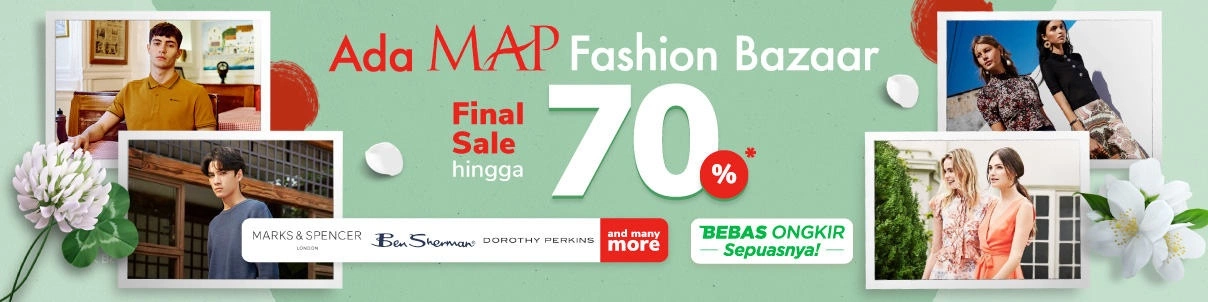 Ada MAP Fashion Bazaar
Final
Sale
hingga
70%*
MARKS & SPENCER
LONDON
Ben Sherman
DOROTHY PERKINS
and many
more
BEBAS ONGKIR
Sepuasnya!